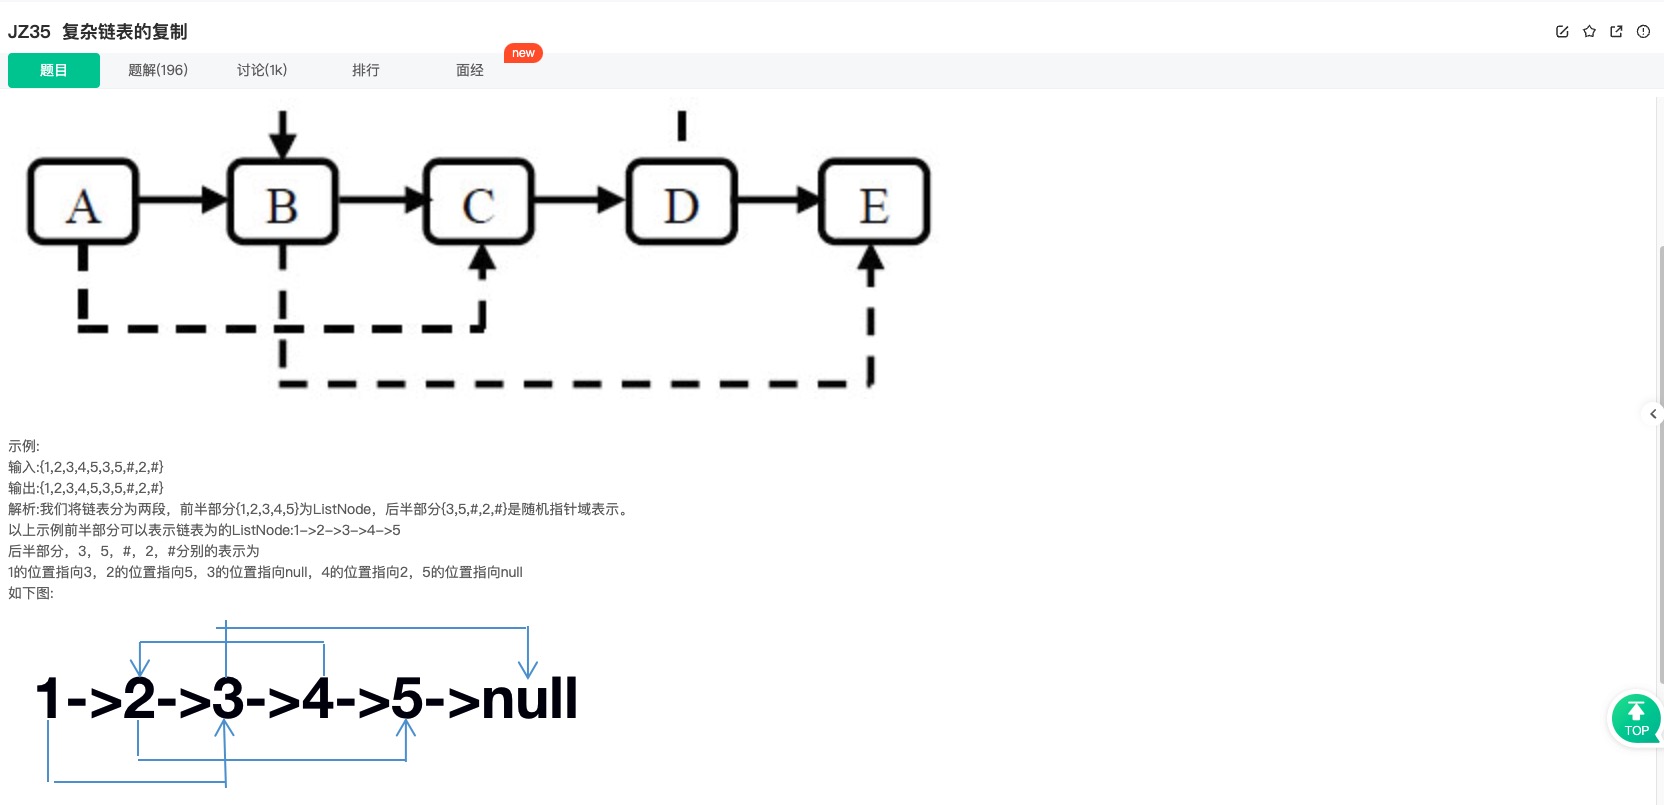 JZ35 复杂链表的复制
题目 题解(196) 讨论(1k) 排行 面经 new
A B C D E
示例:
输入:{1,2,3,4,5,3,5,#,2,#}
输出:{1,2,3,4,5,3,5,#,2,#}
解析:我们将链表分为两段，前半部分{1,2,3,4,5}为ListNode，后半部分{3,5,#,2,#}是随机指针域表示。
以上示例前半部分可以表示链表为的ListNode:1->2->3->4->5
后半部分，3，5，#，2，#分别的表示为
1的位置指向3，2的位置指向5，3的位置指向null，4的位置指向2，5的位置指向null
如下图:
1->2->3->4->5->null
TOP